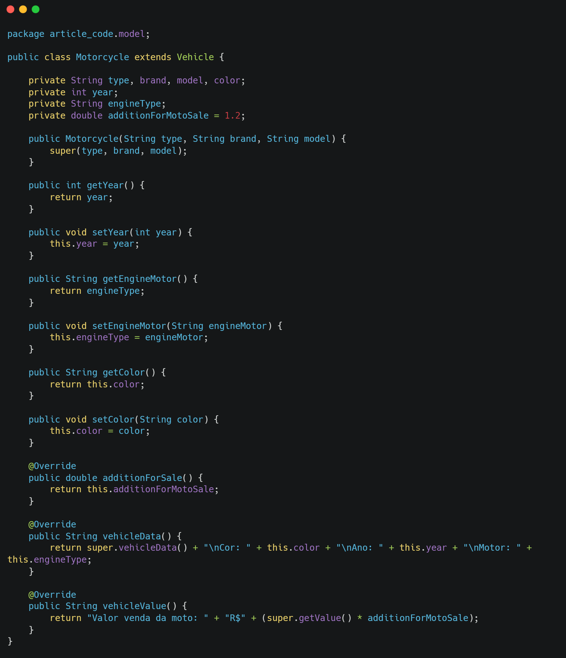 package article_code.model;
public class Motorcycle extends Vehicle {
private String type, brand, model, color;
private int year;
private String engineType;
private double additionForMotoSale = 1.2;
public Motorcycle(String type, String brand, String model) {
super(type, brand, model);
}
public int getYear() {
return year;
}
public void setYear(int year) {
this.year = year;
}
public String getEngineMotor() {
return engineType;
}
public void setEngineMotor(String engineMotor) {
this.engineType = engineMotor;
}
public String getColor() {
return this.color;
}
public void setColor(String color) {
this.color = color;
}
@Override
public double additionForSale() {
return this.additionForMotoSale;
}
@Override
public String vehicleData() {
return super.vehicleData() + "\nCor: " + this.color + "\nAno: " + this.year + "\nMotor: " +
this.engineType;
}
@Override
public String vehicleValue() {
return "Valor venda da moto: " + "R$" + (super.getValue() * additionForMotoSale);
}
}